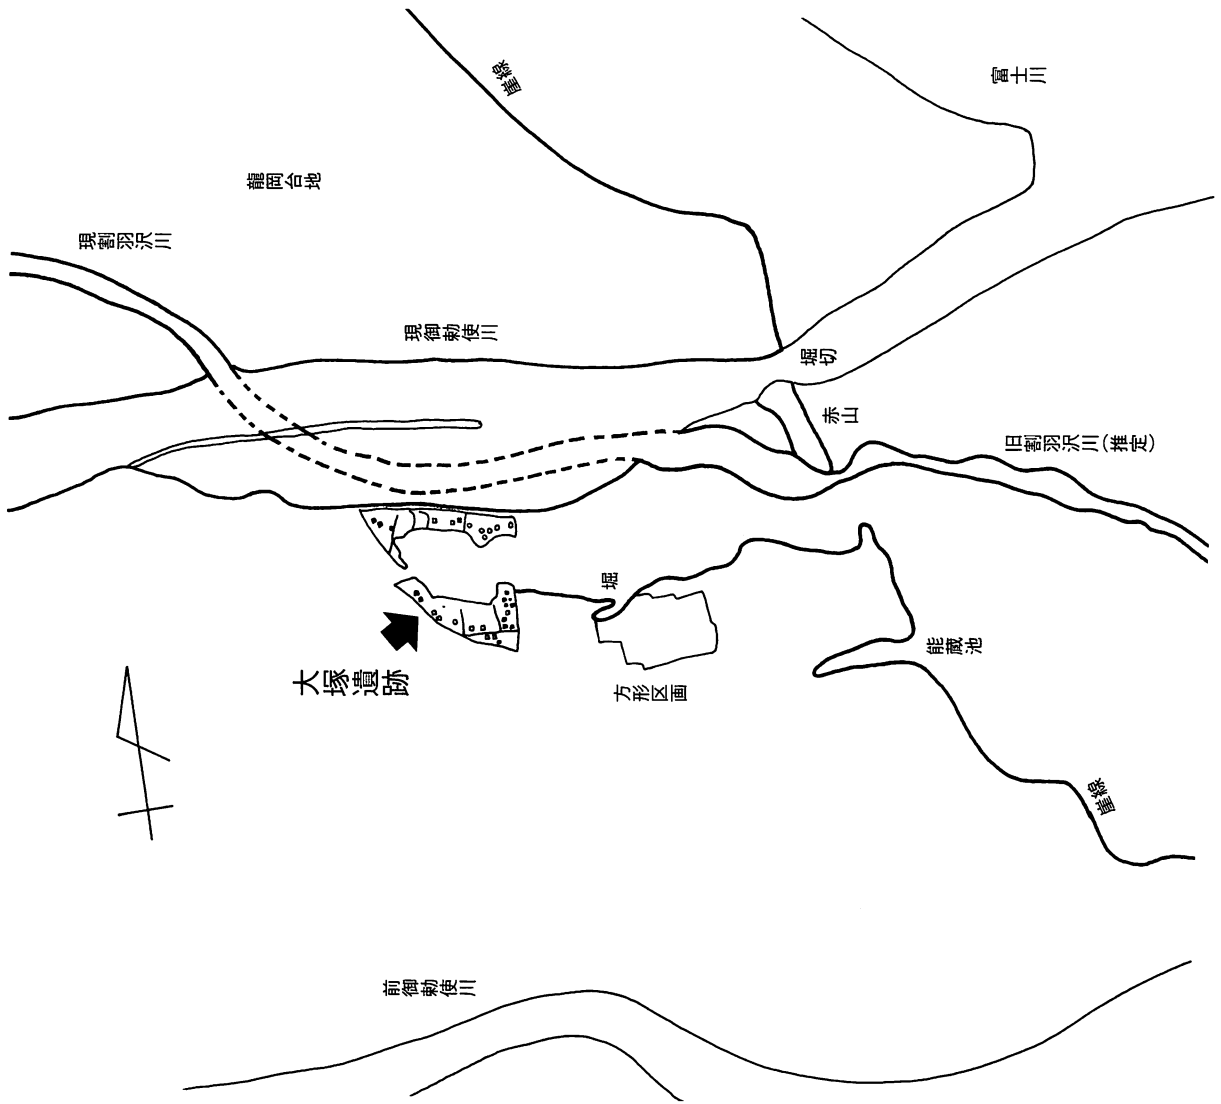 崖線
富士川
龍岡台地
現割羽沢川
現御勅使川
堀切
赤山
旧割羽沢川(推定)
堀
能蔵池
大塚遺跡
方形区画
崖線
前御勅使川